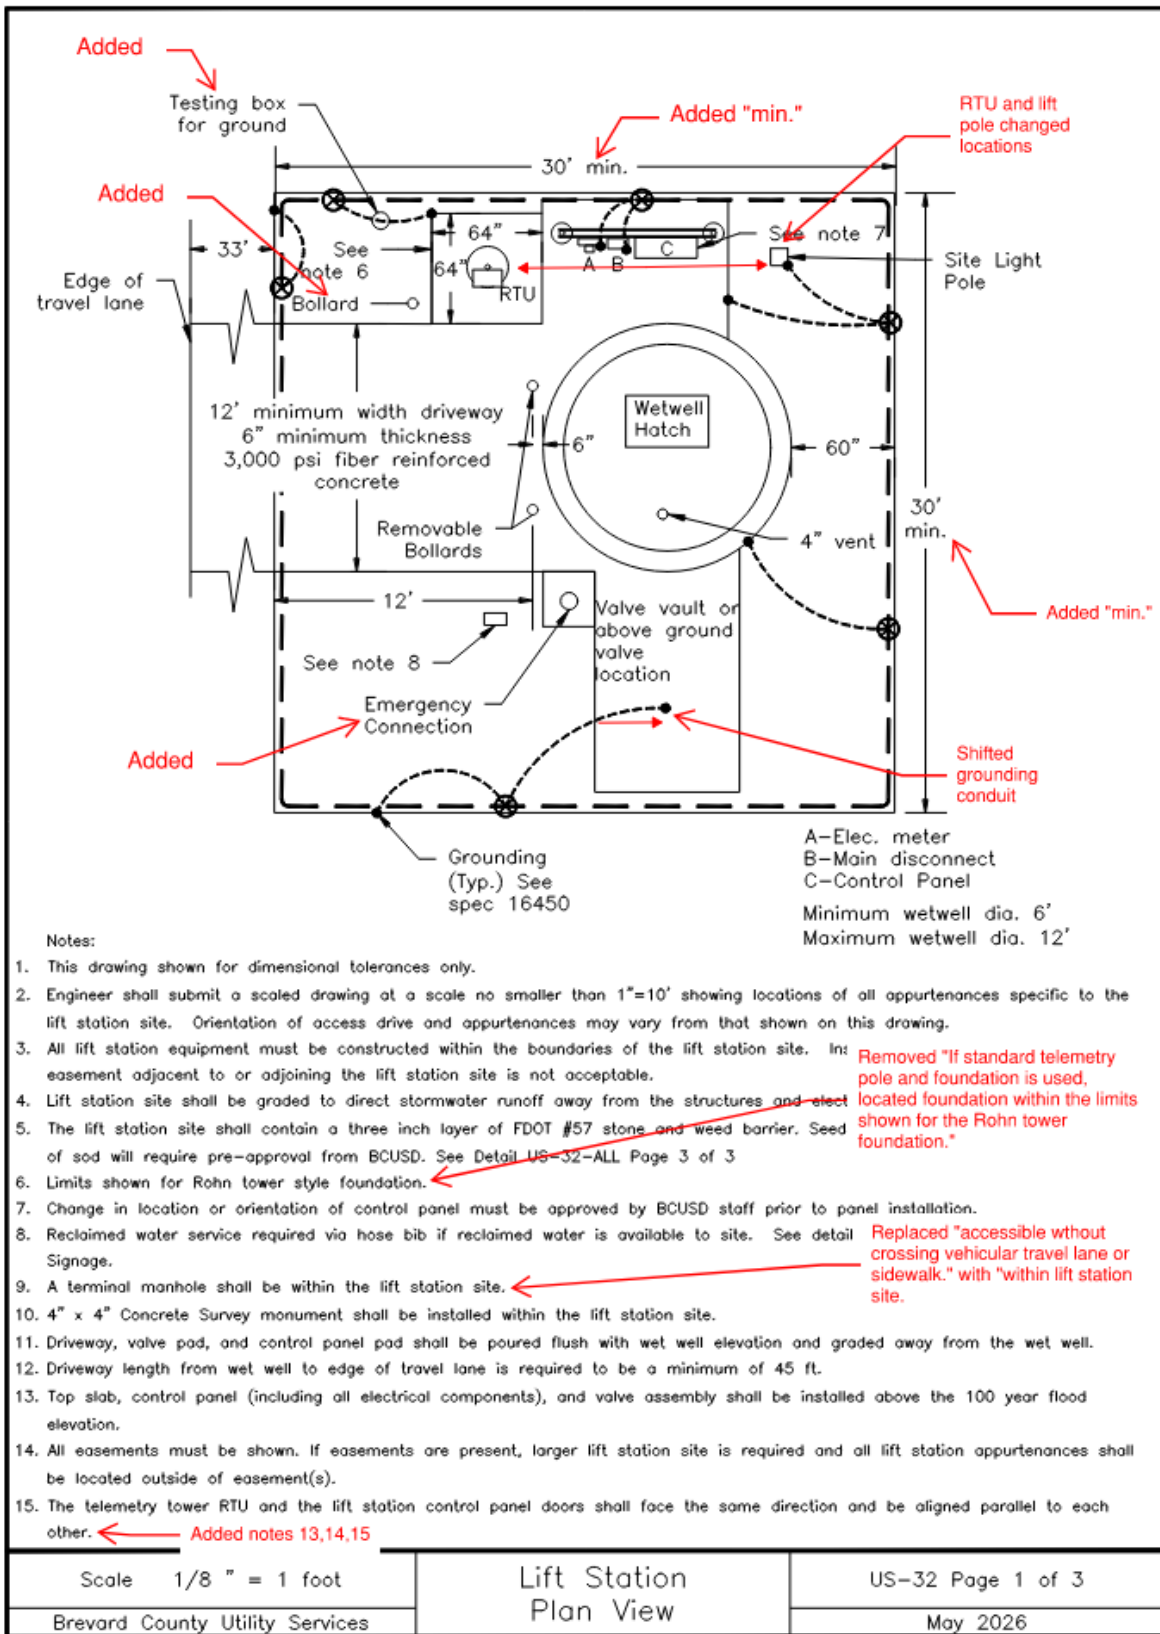 Added
Testing box
for ground
Added "min."
RTU and lift
pole changed
locations
30' min.
Added
33'
See
note 6
64"
64"
RTU
A
B
C
See note 7
Site Light
Pole
Edge of
travel lane
Bollard
12' minimum width driveway
6" minimum thickness
3,000 psi fiber reinforced
concrete
6"
Wetwell
Hatch
60"
30'
min.
Removable
Bollards
4" vent
Added "min."
12'
Valve vault or
above ground
valve
location
See note 8
Emergency
Connection
Added
Shifted
grounding
conduit
Grounding
(Typ.) See
spec 16450
A-Elec. meter
B-Main disconnect
C-Control Panel
Minimum wetwell dia. 6'
Maximum wetwell dia. 12'
Notes:
1. This drawing shown for dimensional tolerances only.
2. Engineer shall submit a scaled drawing at a scale no smaller than 1"=10' showing locations of all appurtenances specific to the
lift station site. Orientation of access drive and appurtenances may vary from that shown on this drawing.
3. All lift station equipment must be constructed within the boundaries of the lift station site. Ins
easement adjacent to or adjoining the lift station site is not acceptable.
4. Lift station site shall be graded to direct stormwater runoff away from the structures and elect
5. The lift station site shall contain a three inch layer of FDOT #57 stone and weed barrier. Seed
of sod will require pre-approval from BCUSD. See Detail US-32-ALL Page 3 of 3
Removed "If standard telemetry
pole and foundation is used,
located foundation within the limits
shown for the Rohn tower
foundation."
6. Limits shown for Rohn tower style foundation.
7. Change in location or orientation of control panel must be approved by BCUSD staff prior to panel installation.
8. Reclaimed water service required via hose bib if reclaimed water is available to site. See detail
Signage.
Replaced "accessible wthout
crossing vehicular travel lane or
sidewalk." with "within lift station
site.
9. A terminal manhole shall be within the lift station site.
10. 4" x 4" Concrete Survey monument shall be installed within the lift station site.
11. Driveway, valve pad, and control panel pad shall be poured flush with wet well elevation and graded away from the wet well.
12. Driveway length from wet well to edge of travel lane is required to be a minimum of 45 ft.
13. Top slab, control panel (including all electrical components), and valve assembly shall be installed above the 100 year flood
elevation.
14. All easements must be shown. If easements are present, larger lift station site is required and all lift station appurtenances shall
be located outside of easement(s).
15. The telemetry tower RTU and the lift station control panel doors shall face the same direction and be aligned parallel to each
other.
Added notes 13,14,15
Scale 1/8 " = 1 foot
Brevard County Utility Services
Lift Station
Plan View
US-32 Page 1 of 3
May 2026